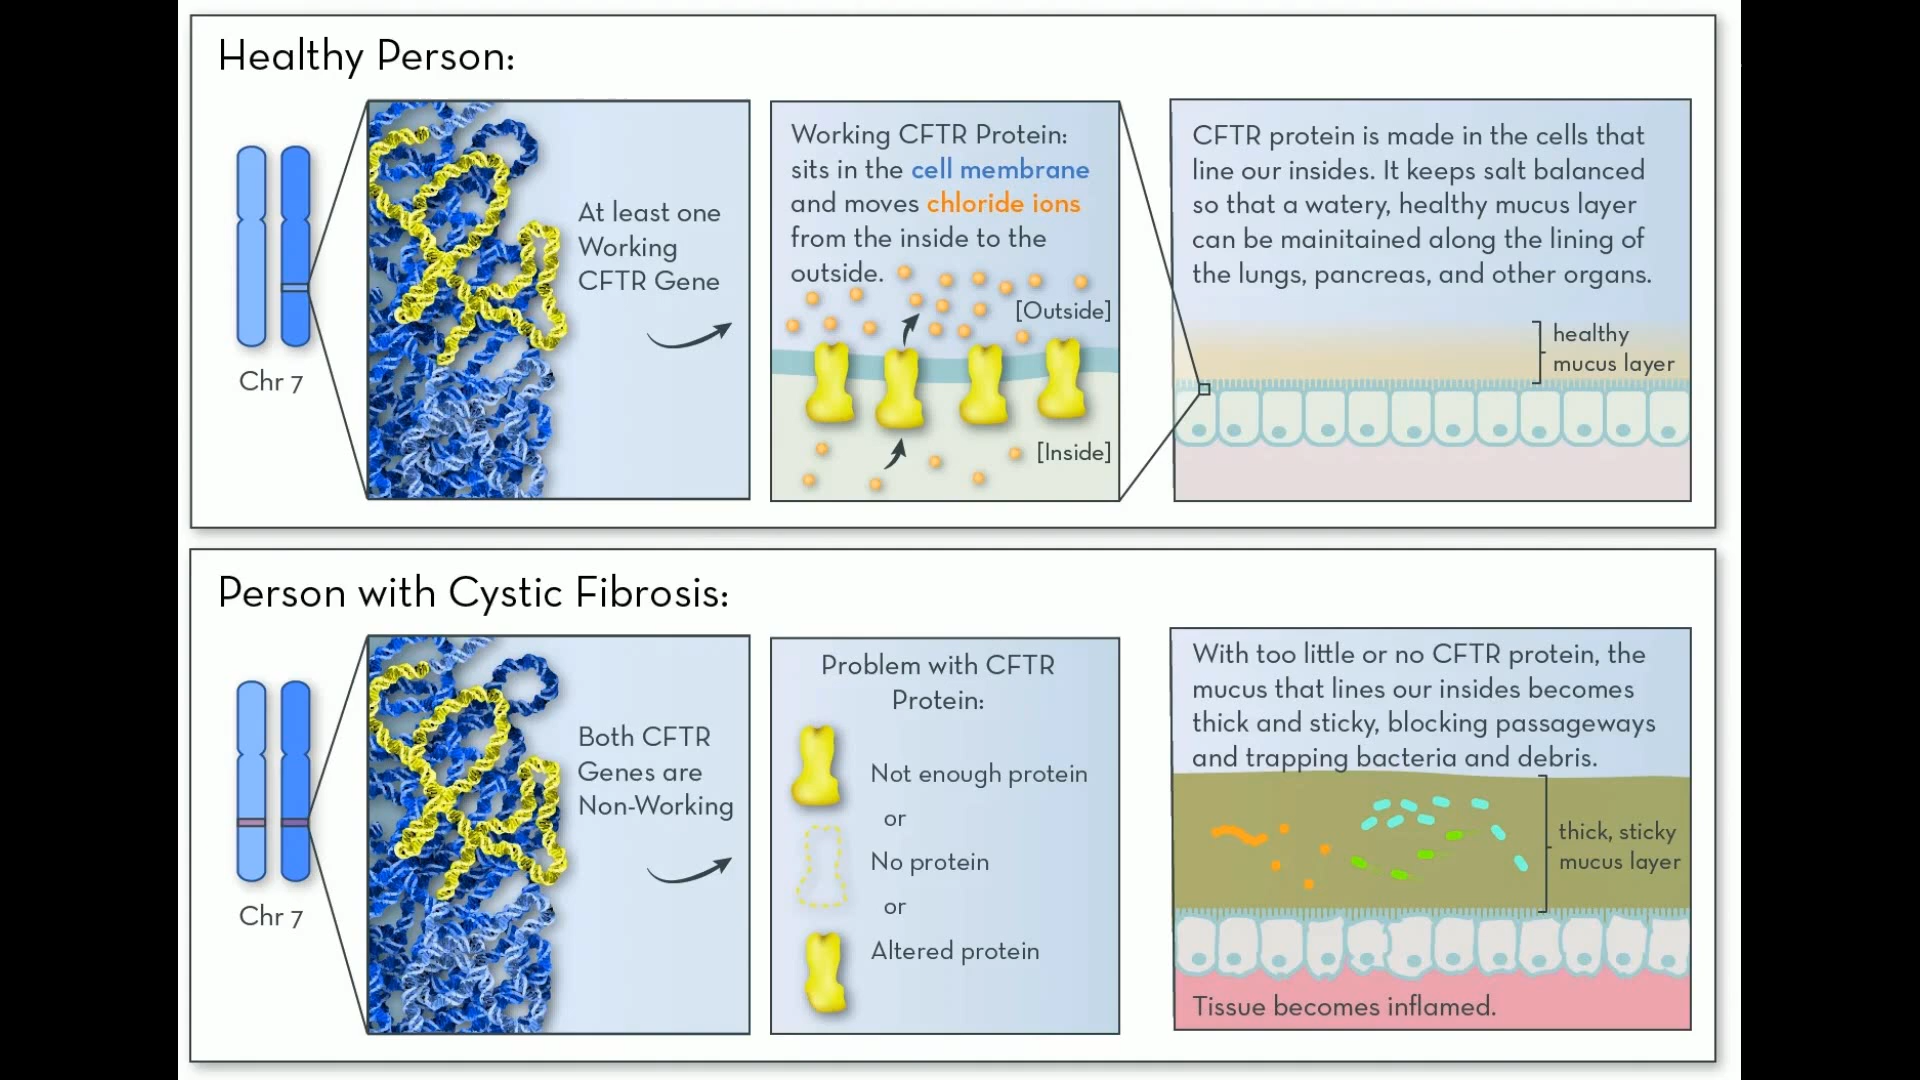 Healthy Person:
Chr 7
At least one
Working
CFTR Gene
Working CFTR Protein:
sits in the cell membrane
and moves chloride ions
from the inside to the
outside.
[Outside]
[Inside]
CFTR protein is made in the cells that
line our insides. It keeps salt balanced
so that a watery, healthy mucus layer
can be mainitained along the lining of
the lungs, pancreas, and other organs.
healthy
mucus layer
Person with Cystic Fibrosis:
Chr 7
Both CFTR
Genes are
Non-Working
Problem with CFTR
Protein:
Not enough protein
or
No protein
or
Altered protein
With too little or no CFTR protein, the
mucus that lines our insides becomes
thick and sticky, blocking passageways
and trapping bacteria and debris.
thick, sticky
mucus layer
Tissue becomes inflamed.